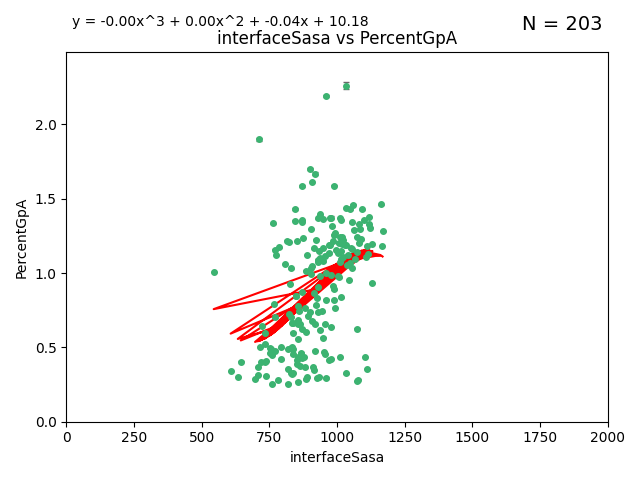 y = -0.00x^3 + 0.00x^2 + -0.04x + 10.18
N = 203
interfaceSasa vs PercentGpA
PercentGpA
2.0
1.5
1.0
0.5
0.0
0 250 500 750 1000 1250 1500 1750 2000
interfaceSasa